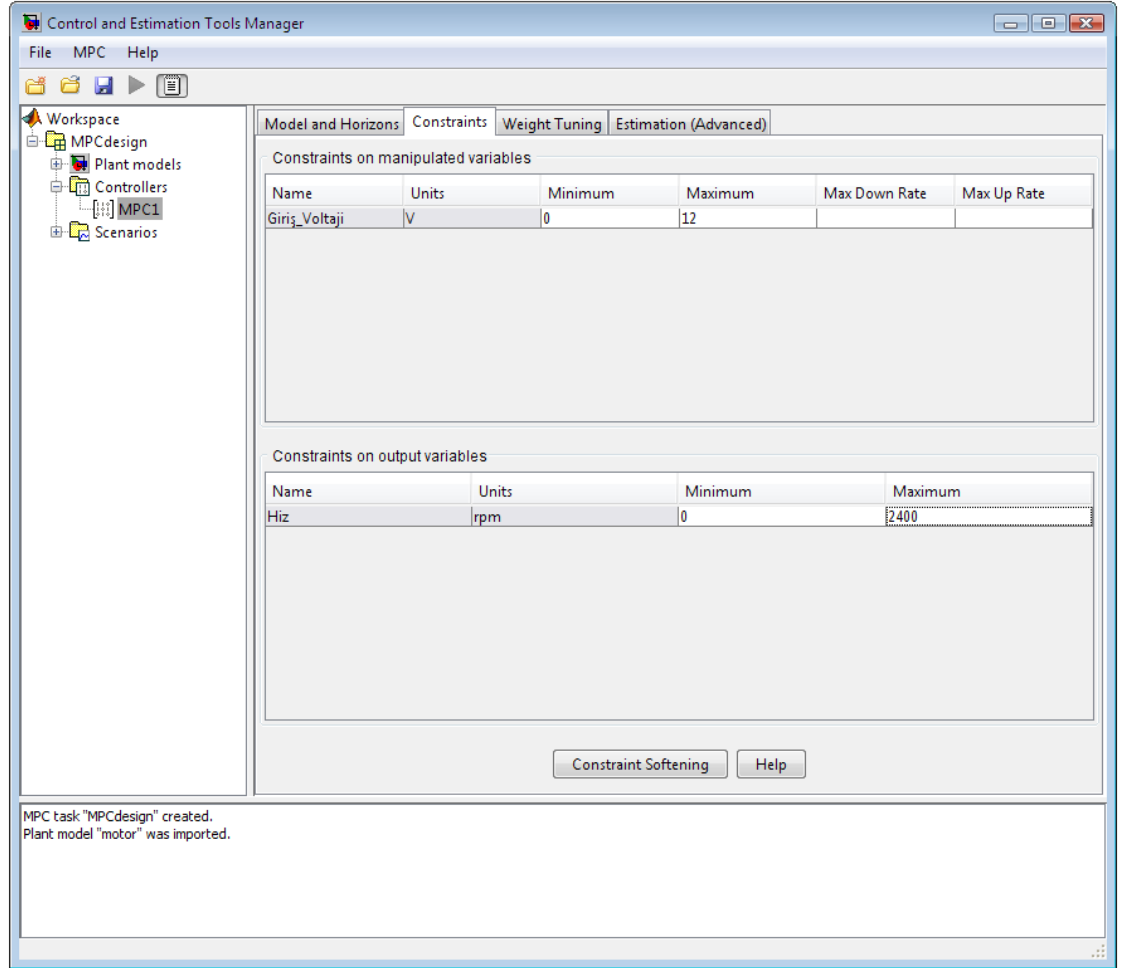 Control and Estimation Tools Manager
File MPC Help
Workspace
MPCdesign
Plant models
Controllers
MPC1
Scenarios
Model and Horizons Constraints Weight Tuning Estimation (Advanced)
Constraints on manipulated variables
Name Units Minimum Maximum Max Down Rate Max Up Rate
Giriş_Voltaji V 0 12
Constraints on output variables
Name Units Minimum Maximum
Hiz rpm 0 2400
Constraint Softening Help
MPC task "MPCdesign" created.
Plant model "motor" was imported.